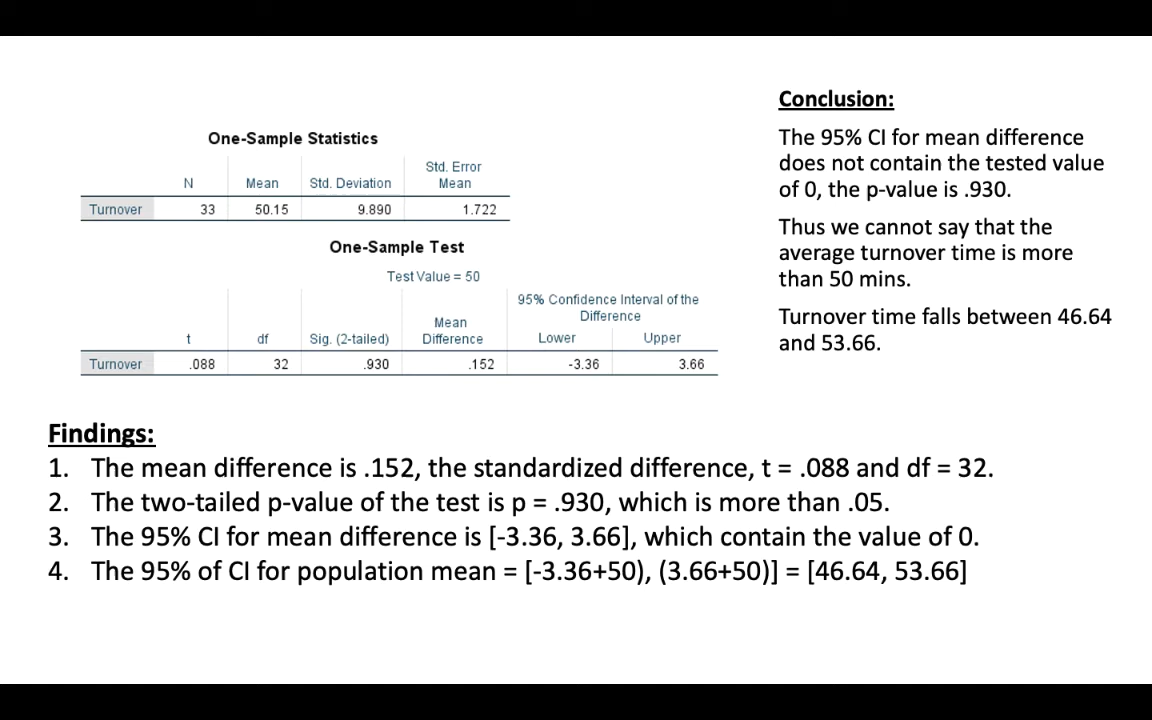 Conclusion:
The 95% CI for mean difference
does not contain the tested value
of 0, the p-value is .930.
Thus we cannot say that the
average turnover time is more
than 50 mins.
Turnover time falls between 46.64
and 53.66.
One-Sample Statistics
N Mean Std. Deviation Std. Error Mean
Turnover 33 50.15 9.890 1.722
One-Sample Test
Test Value = 50
95% Confidence Interval of the
Difference
t df Sig. (2-tailed) Mean Difference Lower Upper
Turnover .088 32 .930 .152 -3.36 3.66
Findings:
1. The mean difference is .152, the standardized difference, t = .088 and df = 32.
2. The two-tailed p-value of the test is p = .930, which is more than .05.
3. The 95% CI for mean difference is [-3.36, 3.66], which contain the value of 0.
4. The 95% of CI for population mean = [-3.36+50), (3.66+50)] = [46.64, 53.66]